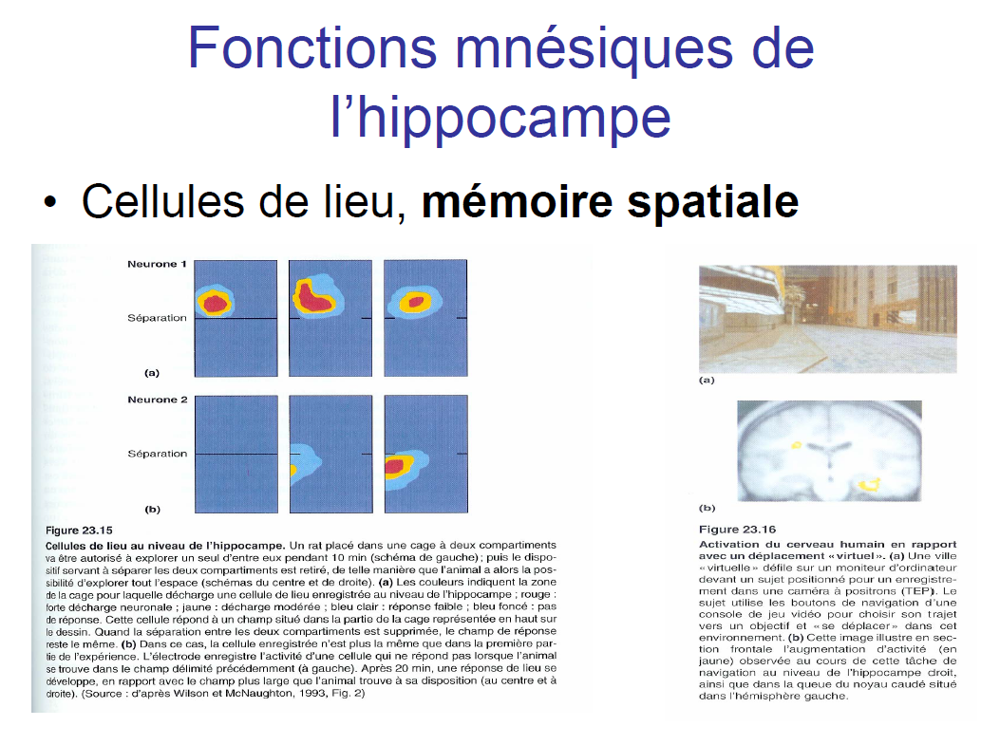 Fonctions mnésiques de
l'hippocampe
• Cellules de lieu, mémoire spatiale
Neurone 1
Séparation
(a)
Neurone 2
Séparation
(b)
Figure 23.15
Cellules de lieu au niveau de l'hippocampe. Un rat placé dans une cage à deux compartiments
va être autorisé à explorer un seul d'entre eux pendant 10 min (schéma de gauche) ; puis le dispo-
sitif servant à séparer les deux compartiments est retiré, de telle manière que l'animal a alors la pos-
sibilité d'explorer tout l'espace (schémas du centre et de droite). (a) Les couleurs indiquent la zone
de la cage pour laquelle décharge une cellule de lieu enregistrée au niveau de l'hippocampe ; rouge :
forte décharge neuronale ; jaune : décharge modérée ; bleu clair : réponse faible ; bleu foncé : pas
de réponse. Cette cellule répond à un champ situé dans la partie de la cage représentée en haut sur
le dessin. Quand la séparation entre les deux compartiments est supprimée, le champ de réponse
reste le même. (b) Dans ce cas, la cellule enregistrée n'est plus la même que dans la première par-
tie de l'expérience. L'électrode enregistre l'activité d'une cellule qui ne répond pas lorsque l'animal
se trouve dans le champ délimité précédemment (à gauche). Après 20 min, une réponse de lieu se
développe, en rapport avec le champ plus large que l'animal trouve à sa disposition (au centre et à
droite). (Source : d'après Wilson et McNaughton, 1993, Fig. 2)
(a)
(b)
Figure 23.16
Activation du cerveau humain en rapport
avec un déplacement «virtuel». (a) Une ville
«virtuelle» défile sur un moniteur d'ordinateur
devant un sujet positionné pour un enregistre-
ment dans une caméra à positrons (TEP). Le
sujet utilise les boutons de navigation d'une
console de jeu vidéo pour choisir son trajet
vers un objectif et «se déplacer» dans cet
environnement. (b) Cette image illustre en sec-
tion frontale l'augmentation d'activité (en
jaune) observée au cours de cette tâche de
navigation au niveau de l'hippocampe droit,
ainsi que dans la queue du noyau caudé situé
dans l'hémisphère gauche.